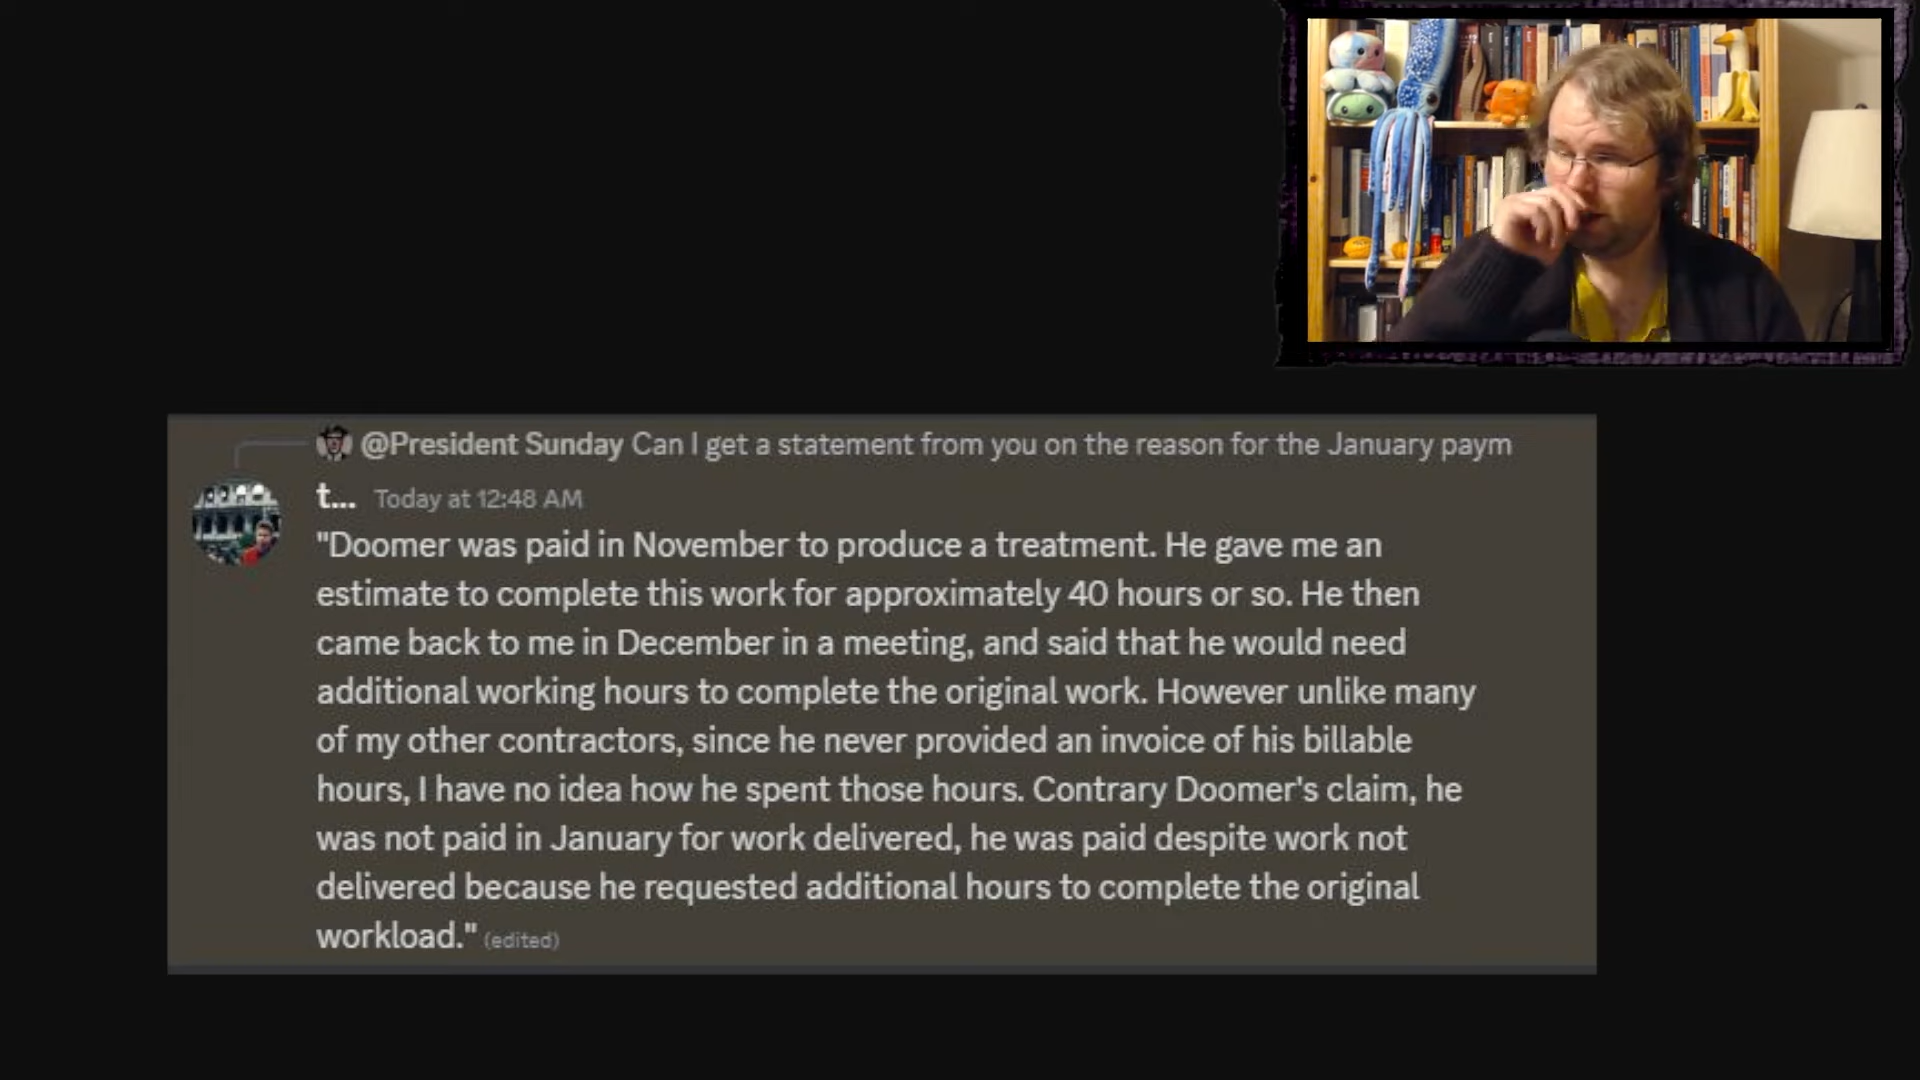 @President Sunday Can I get a statement from you on the reason for the January paym
t... Today at 12:48 AM
"Doomer was paid in November to produce a treatment. He gave me an
estimate to complete this work for approximately 40 hours or so. He then
came back to me in December in a meeting, and said that he would need
additional working hours to complete the original work. However unlike many
of my other contractors, since he never provided an invoice of his billable
hours, I have no idea how he spent those hours. Contrary Doomer's claim, he
was not paid in January for work delivered, he was paid despite work not
delivered because he requested additional hours to complete the original
workload." (edited)